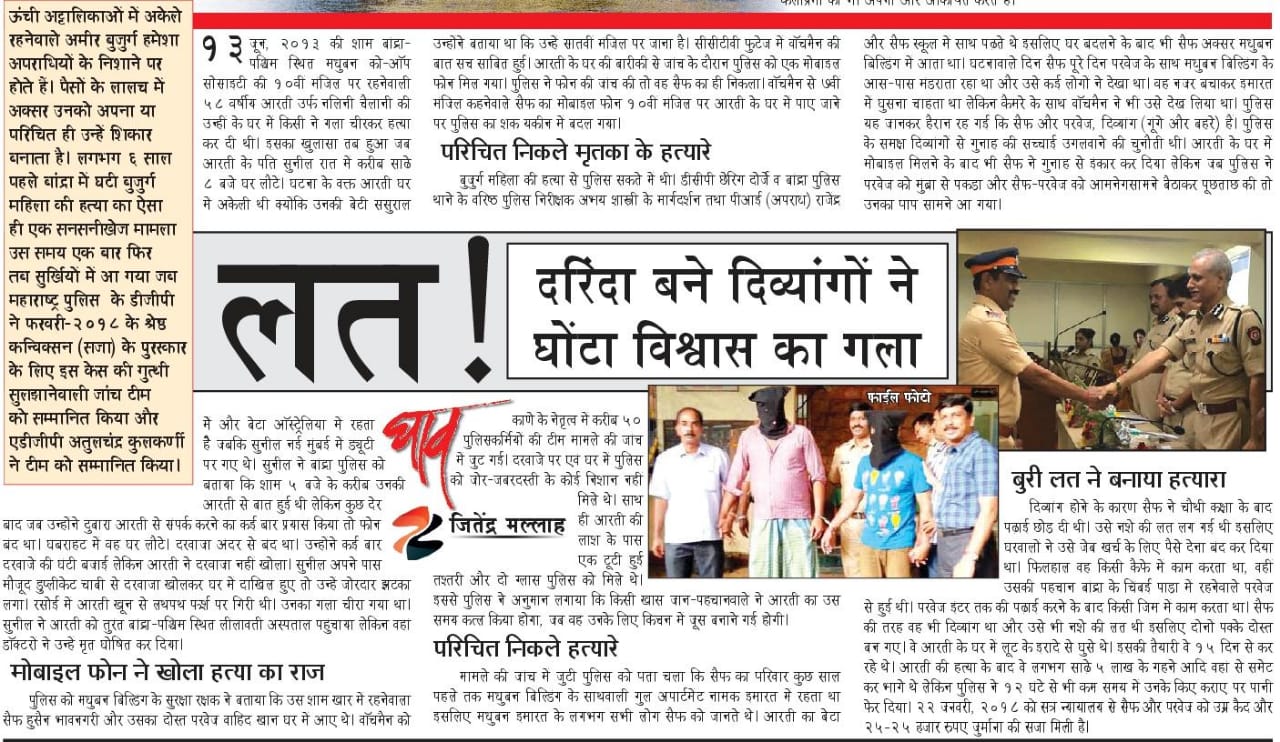 ऊंची अट्टालिकाओं में अकेले
रहनेवाले अमीर बुजुर्ग हमेशा
अपराधियों के निशाने पर
होते हैं। पैसों के लालच में
अक्सर उनको अपना या
परिचित ही उन्हें शिकार
बनाता है। लगभग ६ साल
पहले बांद्रा में घटी बुजुर्ग
महिला की हत्या का ऐसा
ही एक सनसनीखेज मामला
उस समय एक बार फिर
तब सुर्खियों में आ गया जब
महाराष्ट्र पुलिस के डीजीपी
ने फरवरी-२०१८ के श्रेष्ठ
कन्विक्सन (सजा) के पुरस्कार
के लिए इस केस की गुत्थी
सुलझानेवाली जांच टीम
को सम्मानित किया और
एडीजीपी अतुलचंद्र कुलकर्णी
ने टीम को सम्मानित किया।
लत!
दरिंदा बने दिव्यांगों ने
घोंटा विश्वास का गला
घाव
जितेंद्र मल्लाह
फाईल फोटो
१३ जून, २०१३ की शाम बांद्रा-
पश्चिम स्थित मधुबन को-ऑप
सोसाइटी की १०वीं मंजिल पर रहनेवाली
५८ वर्षीय आरती उर्फ नलिनी चैलानी की
उन्हीं के घर में किसी ने गला चीरकर हत्या
कर दी थी। इसका खुलासा तब हुआ जब
आरती के पति सुनील रात में करीब साढे
८ बजे घर लौटे। घटना के वक्त आरती घर
में अकेली थी क्योंकि उनकी बेटी ससुराल
में और बेटा ऑस्ट्रेलिया में रहता
है जबकि सुनील नई मुंबई में ड्यूटी
पर गए थे। सुनील ने बांद्रा पुलिस को
बताया कि शाम ५ बजे के करीब उनकी
आरती से बात हुई थी लेकिन कुछ देर
बाद जब उन्होंने दुबारा आरती से संपर्क करने का कई बार प्रयास किया तो फोन
बंद था। घबराहट में वह घर लौटे। दरवाजा अंदर से बंद था। उन्होंने कई बार
दरवाजे की घंटी बजाई लेकिन आरती ने दरवाजा नहीं खोला। सुनील अपने पास
मौजूद डुप्लीकेट चाबी से दरवाजा खोलकर घर में दाखिल हुए तो उन्हें जोरदार झटका
लगा। रसोई में आरती खून से लथपथ फर्श पर गिरी थी। उनका गला चीरा गया था।
सुनील ने आरती को तुरंत बांद्रा-पश्चिम स्थित लीलावती अस्पताल पहुंचाया लेकिन वहां
डॉक्टरों ने उन्हें मृत घोषित कर दिया।
मोबाइल फोन ने खोला हत्या का राज
पुलिस को मधुबन बिल्डिंग के सुरक्षा रक्षक ने बताया कि उस शाम खार में रहनेवाला
सैफ हुसैन भावनगरी और उसका दोस्त परवेज वाहिद खान घर में आए थे। वॉचमैन को
उन्होंने बताया था कि उन्हें सातवीं मंजिल पर जाना है। सीसीटीवी फुटेज में वॉचमैन की
बात सच साबित हुई। आरती के घर की बारीकी से जांच के दौरान पुलिस को एक मोबाइल
फोन मिल गया। पुलिस ने फोन की जांच की तो वह सैफ का ही निकला। वॉचमैन से ७वीं
मंजिल कहनेवाले सैफ का मोबाइल फोन १०वीं मंजिल पर आरती के घर में पाए जाने
पर पुलिस का शक यकीन में बदल गया।
परिचित निकले मृतका के हत्यारे
बुजुर्ग महिला की हत्या से पुलिस सकते में थी। डीसीपी छेरिंग दोर्जे व बांद्रा पुलिस
थाने के वरिष्ठ पुलिस निरीक्षक अभय शास्त्री के मार्गदर्शन तथा पीआई (अपराध) राजेंद्र
काणे के नेतृत्व में करीब ५०
पुलिसकर्मियों की टीम मामले की जांच
में जुट गई। दरवाजे पर एवं घर में पुलिस
को जोर-जबरदस्ती के कोई निशान नहीं
मिले थे। साथ
ही आरती की
लाश के पास
एक टूटी हुई
तश्तरी और दो ग्लास पुलिस को मिले थे।
इससे पुलिस ने अनुमान लगाया कि किसी खास जान-पहचानवाले ने आरती का उस
समय कत्ल किया होगा, जब वह उनके लिए किचन में जूस बनाने गई होंगी।
परिचित निकले हत्यारे
मामले की जांच में जुटी पुलिस को पता चला कि सैफ का परिवार कुछ साल
पहले तक मधुबन बिल्डिंग के साथवाली गुल अपार्टमेंट नामक इमारत में रहता था
इसलिए मधुबन इमारत के लगभग सभी लोग सैफ को जानते थे। आरती का बेटा
और सैफ स्कूल में साथ पढते थे इसलिए घर बदलने के बाद भी सैफ अक्सर मधुबन
बिल्डिंग में आता था। घटनावाले दिन सैफ पूरे दिन परवेज के साथ मधुबन बिल्डिंग के
आस-पास मंडराता रहा था और उसे कई लोगों ने देखा था। वह नजर बचाकर इमारत
में घुसना चाहता था लेकिन कैमरे के साथ वॉचमैन ने भी उसे देख लिया था। पुलिस
यह जानकर हैरान रह गई कि सैफ और परवेज, दिव्यांग (गूंगे और बहरे) है। पुलिस
के समक्ष दिव्यांगों से गुनाह की सच्चाई उगलवाने की चुनौती थी। आरती के घर में
मोबाइल मिलने के बाद भी सैफ ने गुनाह से इंकार कर दिया लेकिन जब पुलिस ने
परवेज को मुंब्रा से पकडा और सैफ-परवेज को आमनेगसामने बैठाकर पूछताछ की तो
उनका पाप सामने आ गया।
बुरी लत ने बनाया हत्यारा
दिव्यांग होने के कारण सैफ ने चौथी कक्षा के बाद
पढाई छोड दी थी। उसे नशे की लत लग गई थी इसलिए
घरवालों ने उसे जेब खर्च के लिए पैसे देना बंद कर दिया
था। फिलहाल वह किसी कैफे में काम करता था, वहीं
उसकी पहचान बांद्रा के चिंबई पाडा में रहनेवाले परवेज
से हुई थी। परवेज इंटर तक की पढाई करने के बाद किसी जिम में काम करता था। सैफ
की तरह वह भी दिव्यांग था और उसे भी नशे की लत थी इसलिए दोनों पक्के दोस्त
बन गए। वे आरती के घर में लूट के इरादे से घुसे थे। इसकी तैयारी वे १५ दिन से कर
रहे थे। आरती की हत्या के बाद वे लगभग साढे ५ लाख के गहने आदि वहां से समेट
कर भागे थे लेकिन पुलिस ने १२ घंटे से भी कम समय में उनके किए कराए पर पानी
फेर दिया। २२ जनवरी, २०१८ को सत्र न्यायालय से सैफ और परवेज को उम्र कैद और
२५-२५ हजार रुपए जुर्माना की सजा मिली है।